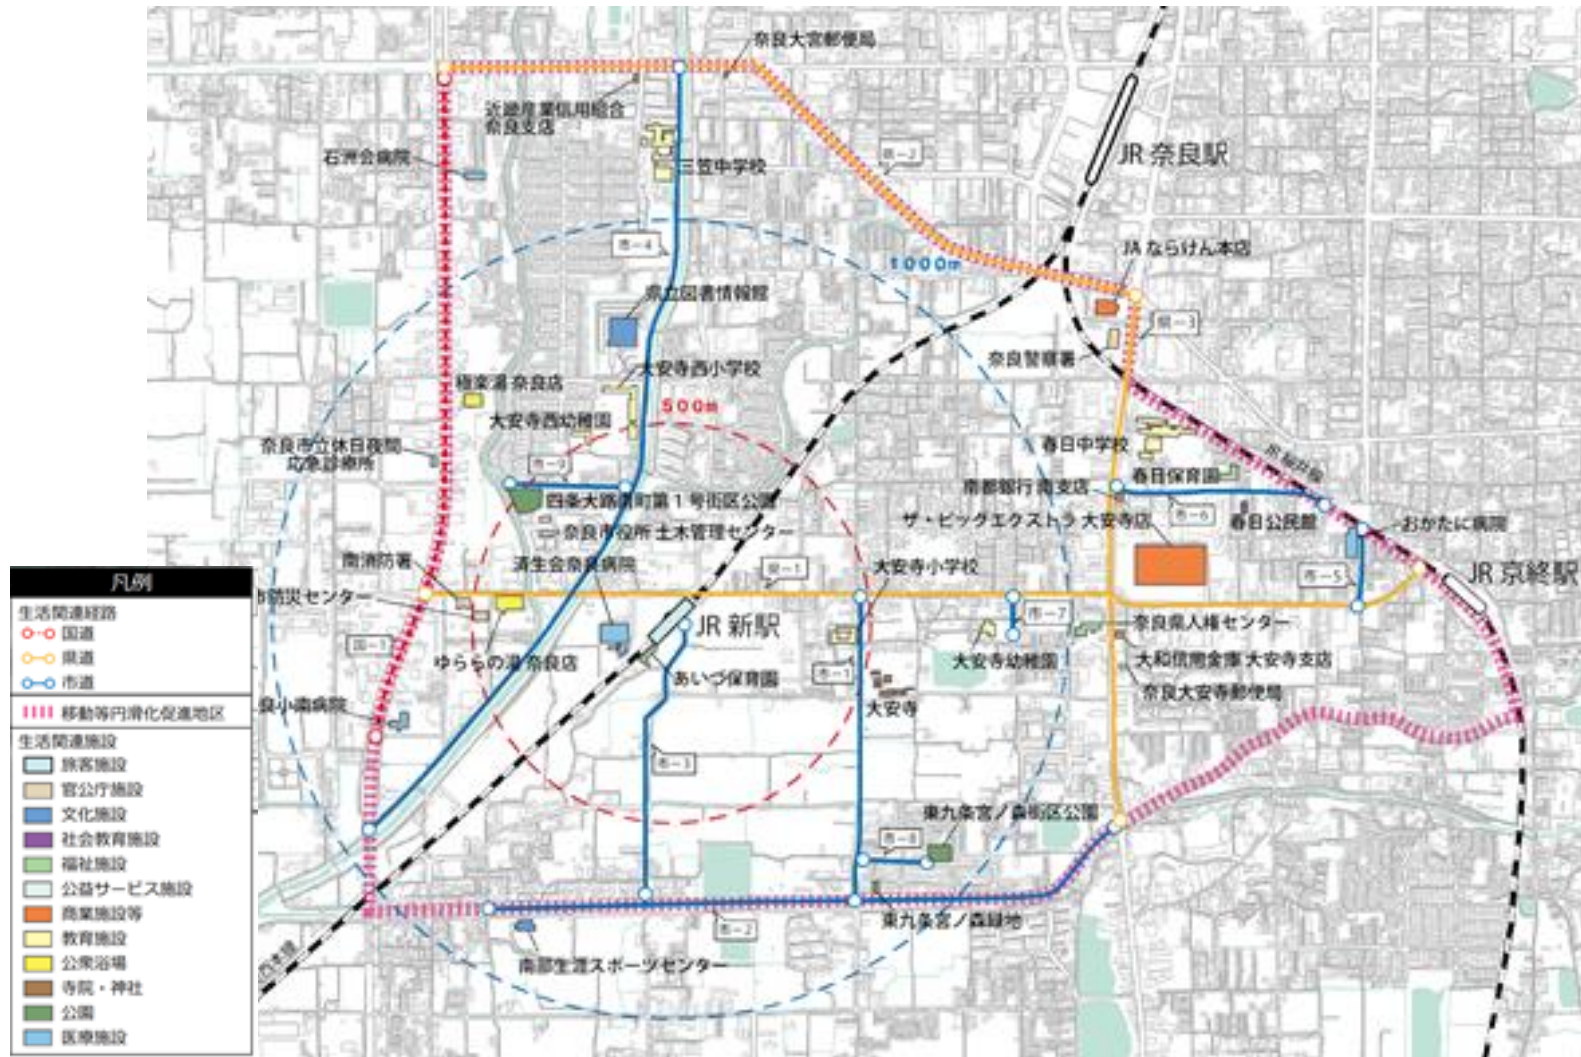 奈良大宮郵便局
近畿産業信用組合
奈良支店
石洲会病院
三笠中学校
県－2
JR 奈良駅
市－4
1000m
JA ならけん本店
県立図書情報館
県－3
奈良警察署
大安寺西小学校
極楽湯 奈良店
500m
大安寺西幼稚園
春日中学校
JR 桜井線
奈良市立休日夜間
応急診療所
市－9
春日保育園
南都銀行 南支店
四条大路南町第1号街区公園
市－6
ザ・ビッグエクストラ 大安寺店
春日公民館
おかたに病院
奈良市役所 土木管理センター
南消防署
済生会奈良病院
県－1
大安寺小学校
市－5
JR 京終駅
市防災センター
市－7
奈良県人権センター
JR 新駅
国－1
ゆららの湯 奈良店
あいづ保育園
市－1
大安寺幼稚園
大和信用金庫 大安寺支店
奈良大安寺郵便局
良小南病院
大安寺
市－3
東九条宮ノ森街区公園
市－8
東九条宮ノ森緑地
市－2
南部生涯スポーツセンター
凡例
生活関連経路
国道
県道
市道
移動等円滑化促進地区
生活関連施設
旅客施設
官公庁施設
文化施設
社会教育施設
福祉施設
公益サービス施設
商業施設等
教育施設
公衆浴場
寺院・神社
公園
医療施設